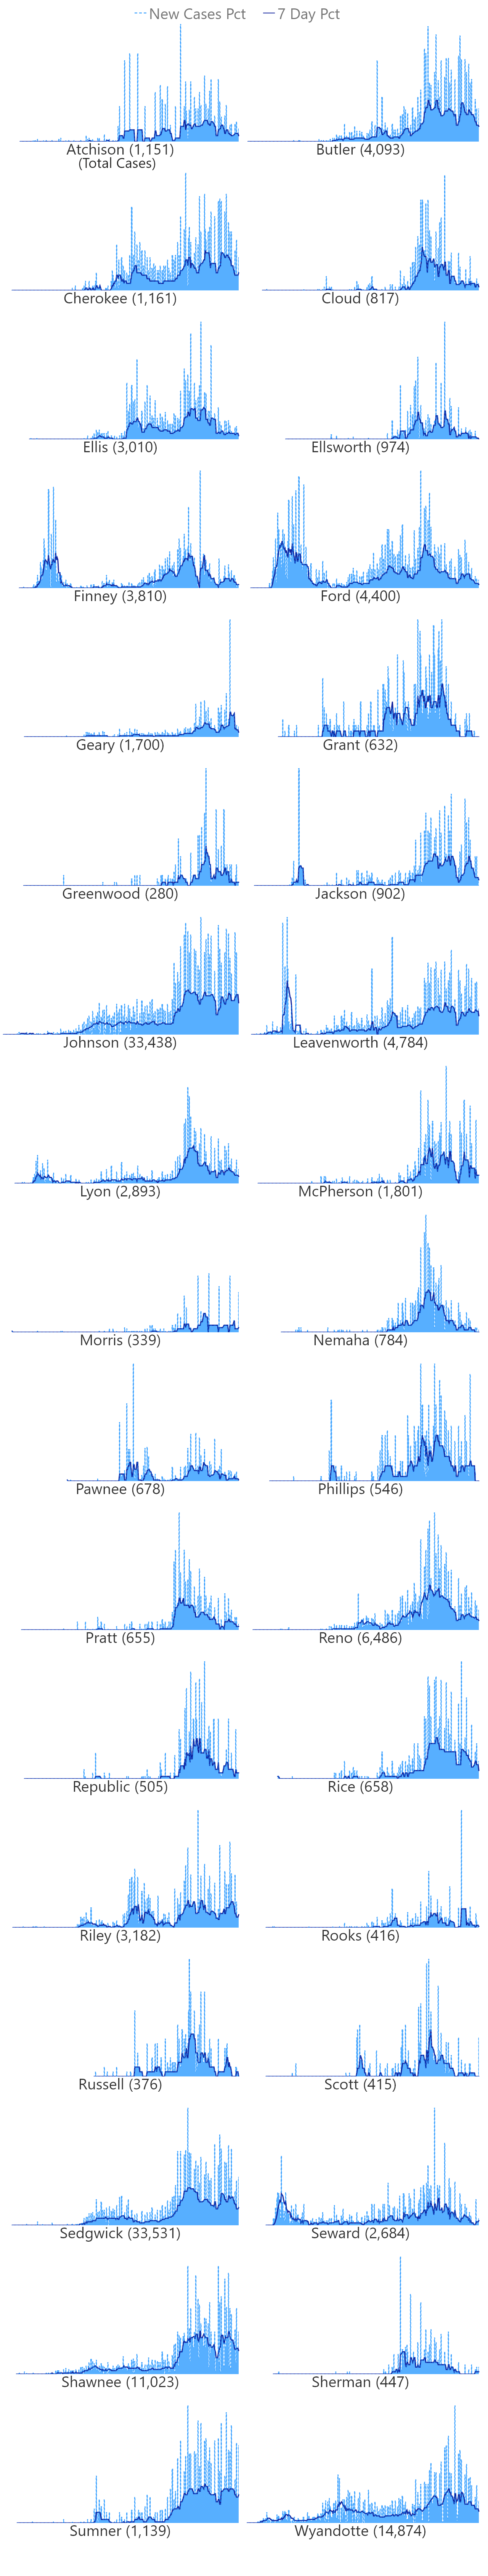 New Cases Pct 7 Day Pct
Atchison (1,151)
(Total Cases)
Butler (4,093)
Cherokee (1,161)
Cloud (817)
Ellis (3,010)
Ellsworth (974)
Finney (3,810)
Ford (4,400)
Geary (1,700)
Grant (632)
Greenwood (280)
Jackson (902)
Johnson (33,438)
Leavenworth (4,784)
Lyon (2,893)
McPherson (1,801)
Morris (339)
Nemaha (784)
Pawnee (678)
Phillips (546)
Pratt (655)
Reno (6,486)
Republic (505)
Rice (658)
Riley (3,182)
Rooks (416)
Russell (376)
Scott (415)
Sedgwick (33,531)
Seward (2,684)
Shawnee (11,023)
Sherman (447)
Sumner (1,139)
Wyandotte (14,874)